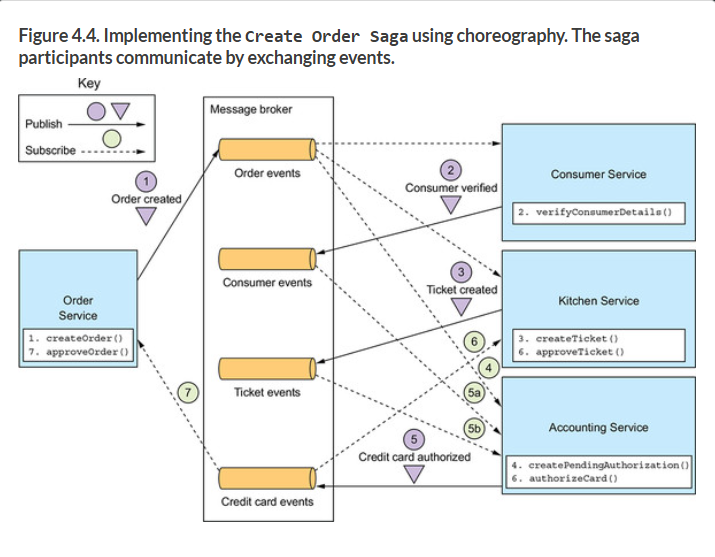 Figure 4.4. Implementing the Create Order Saga using choreography. The saga
participants communicate by exchanging events.
Key
Publish
Subscribe
Message broker
Order events
1
Order created
2
Consumer verified
Consumer Service
2. verifyConsumerDetails()
Consumer events
3
Ticket created
Order
Service
1. createOrder()
7. approveOrder()
Kitchen Service
3. createTicket()
6. approveTicket()
6
4
Ticket events
7
5a
5b
5
Credit card authorized
Accounting Service
4. createPendingAuthorization()
6. authorizeCard()
Credit card events